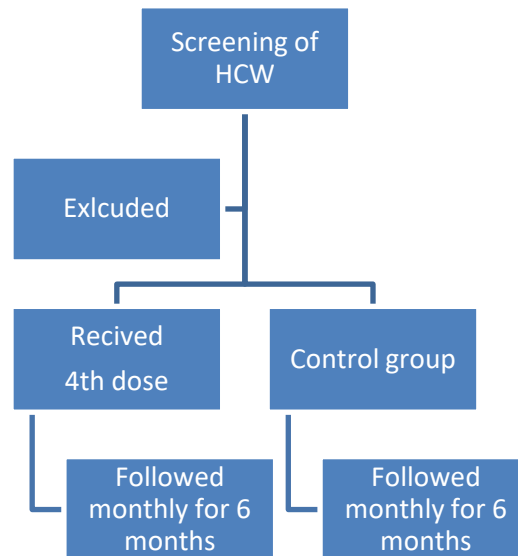 Screening of
HCW
Exlcuded
Recived
4th dose
Control group
Followed
monthly for 6
months
Followed
monthly for 6
months